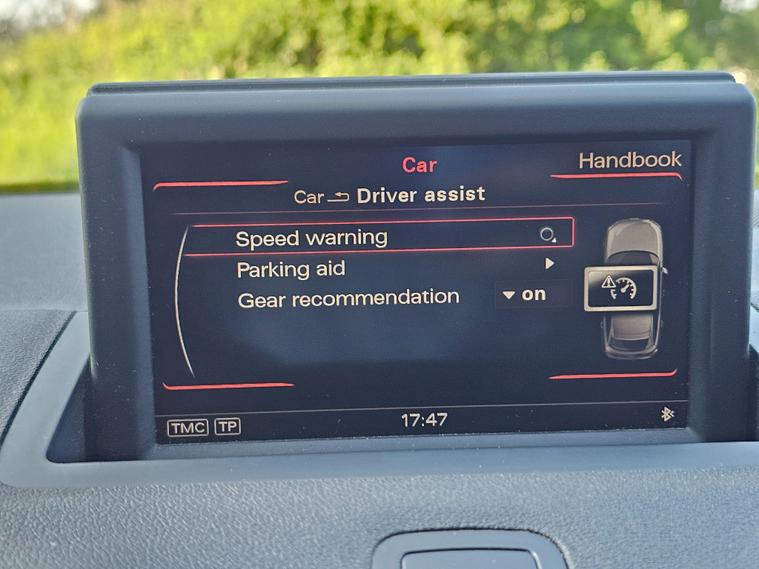 Car
Handbook
Car Driver assist
Speed warning
Parking aid
Gear recommendation on
TMC TP 17:47